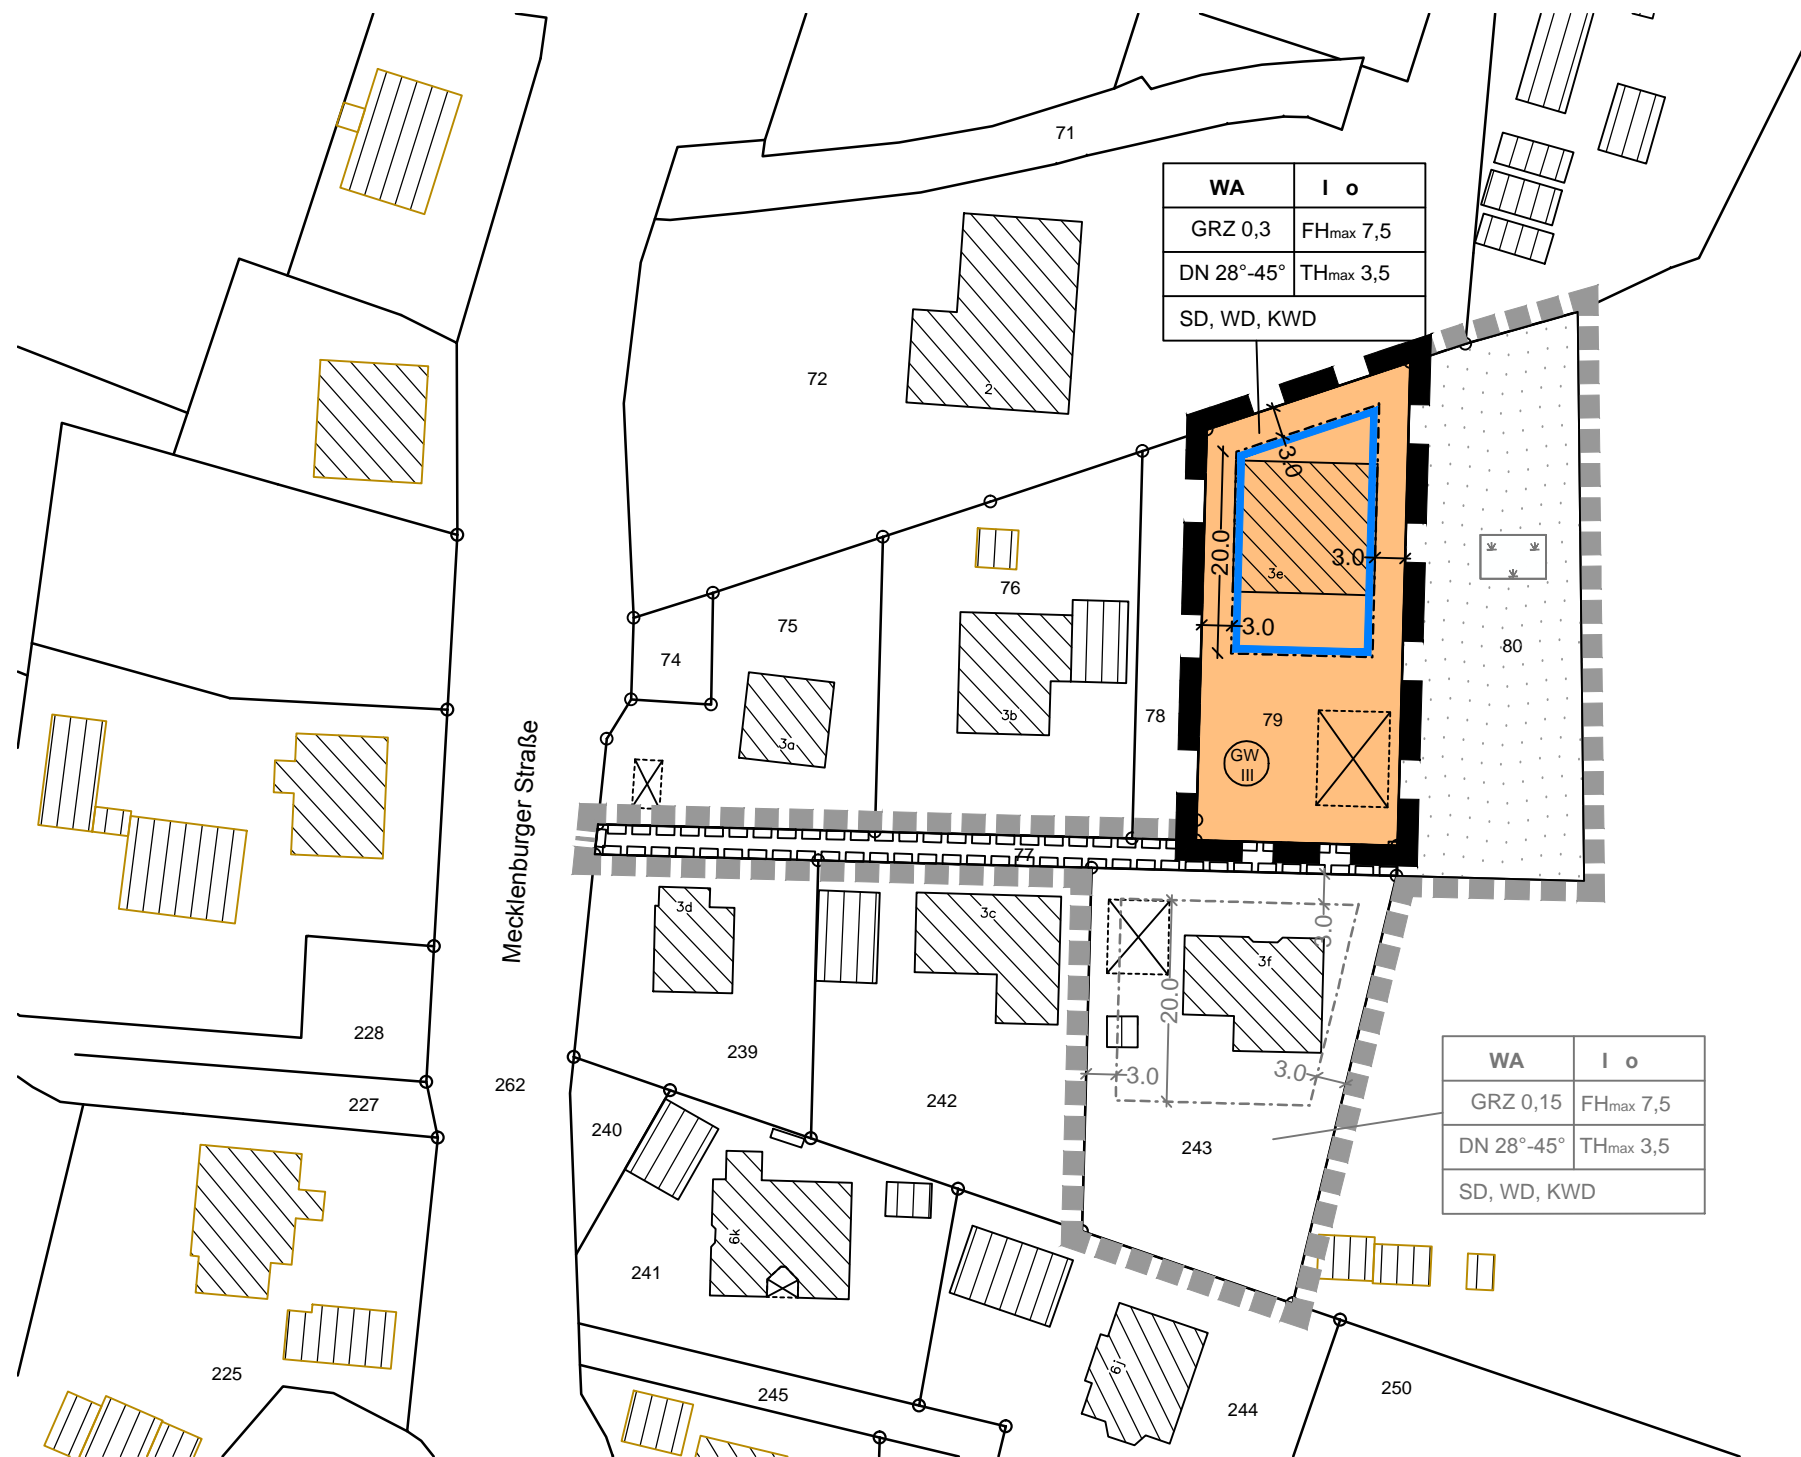 71
WA I o
GRZ 0,3 FHmax 7,5
DN 28°-45° THmax 3,5
SD, WD, KWD
72
2
3.0
20.0
3.0
3e
3.0
76
75
74
80
3b
78
79
3a
GW
III
Mecklenburger Straße
77
3d
3c
3.0
3f
20.0
228
239
262
3.0
3.0
227
242
240
243
WA I o
GRZ 0,15 FHmax 7,5
DN 28°-45° THmax 3,5
SD, WD, KWD
6k
241
225
245
6j
244
250